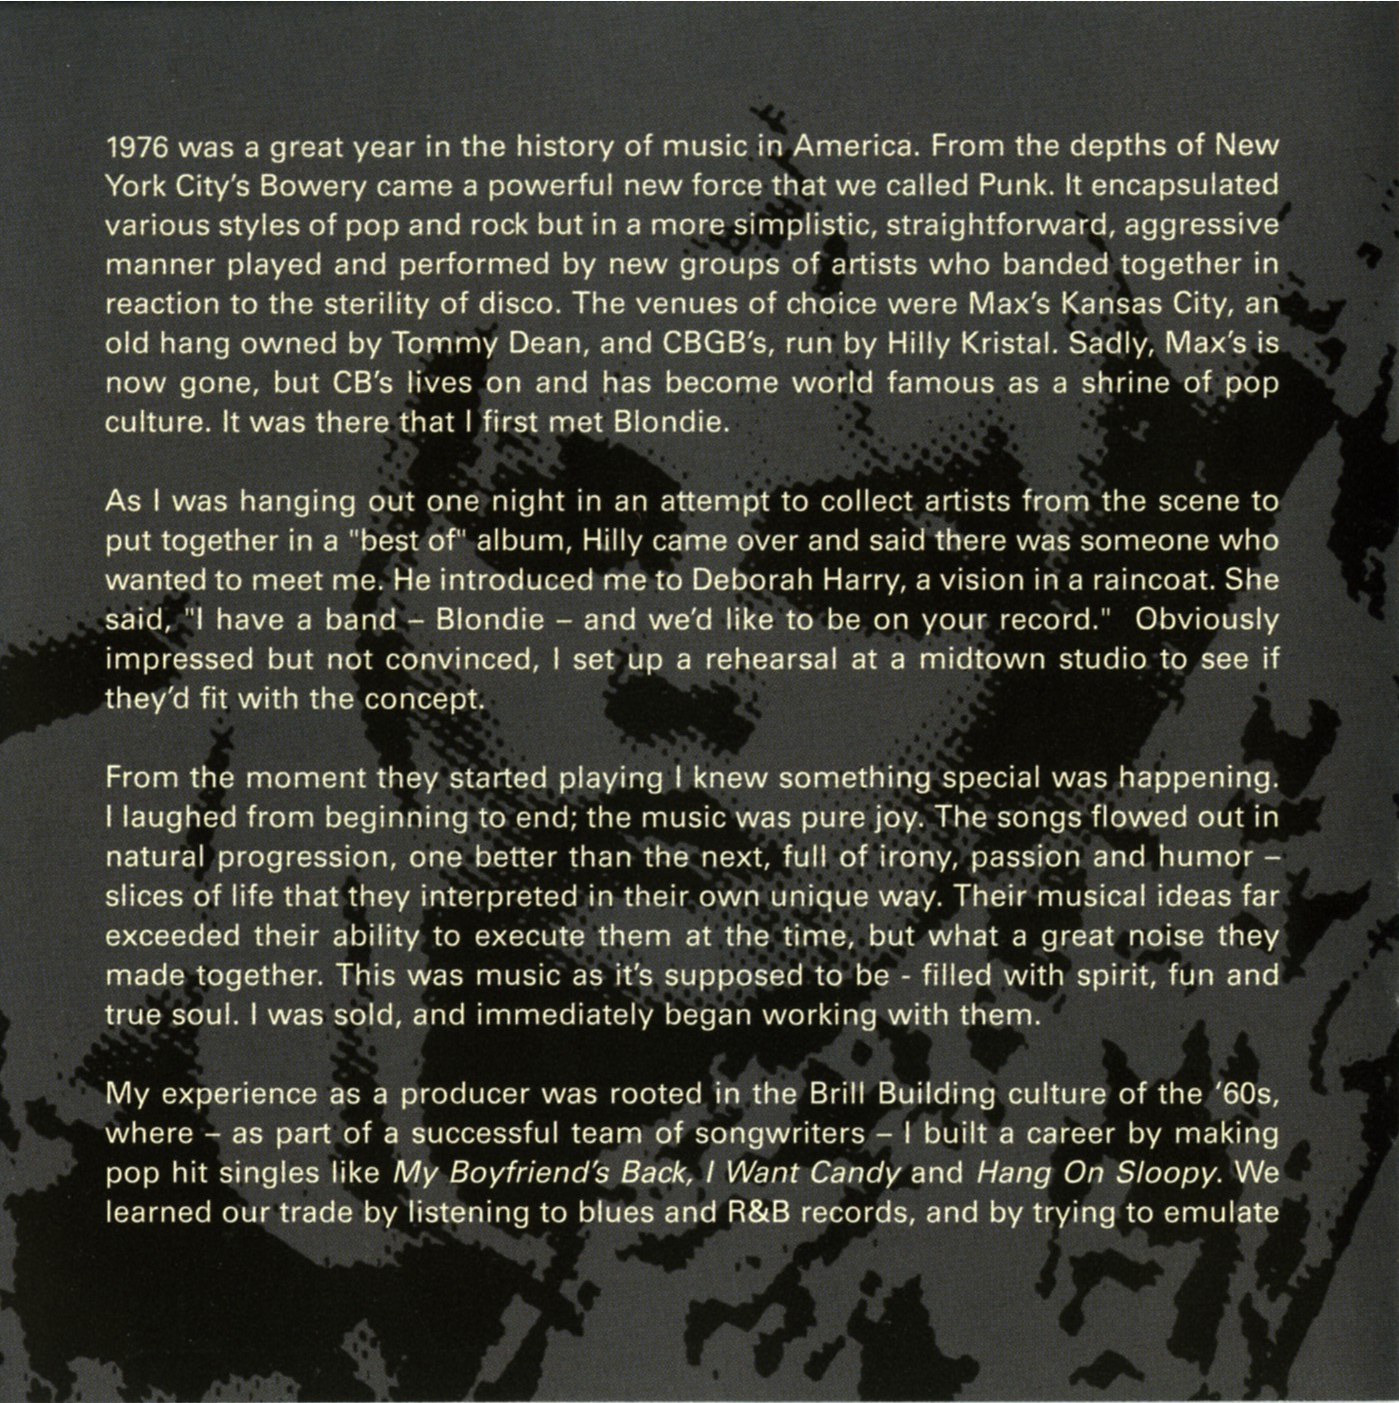 1976 was a great year in the history of music in America. From the depths of New
York City's Bowery came a powerful new force that we called Punk. It encapsulated
various styles of pop and rock but in a more simplistic, straightforward, aggressive
manner played and performed by new groups of artists who banded together in
reaction to the sterility of disco. The venues of choice were Max's Kansas City, an
old hang owned by Tommy Dean, and CBGB's, run by Hilly Kristal. Sadly, Max's is
now gone, but CB's lives on and has become world famous as a shrine of pop
culture. It was there that I first met Blondie.
As I was hanging out one night in an attempt to collect artists from the scene to
put together in a "best of" album, Hilly came over and said there was someone who
wanted to meet me. He introduced me to Deborah Harry, a vision in a raincoat. She
said, "I have a band – Blondie – and we'd like to be on your record."  Obviously
impressed but not convinced, I set up a rehearsal at a midtown studio to see if
they'd fit with the concept.
From the moment they started playing I knew something special was happening.
I laughed from beginning to end; the music was pure joy. The songs flowed out in
natural progression, one better than the next, full of irony, passion and humor –
slices of life that they interpreted in their own unique way. Their musical ideas far
exceeded their ability to execute them at the time, but what a great noise they
made together. This was music as it's supposed to be - filled with spirit, fun and
true soul. I was sold, and immediately began working with them.
My experience as a producer was rooted in the Brill Building culture of the '60s,
where – as part of a successful team of songwriters – I built a career by making
pop hit singles like My Boyfriend's Back, I Want Candy and Hang On Sloopy. We
learned our trade by listening to blues and R&B records, and by trying to emulate